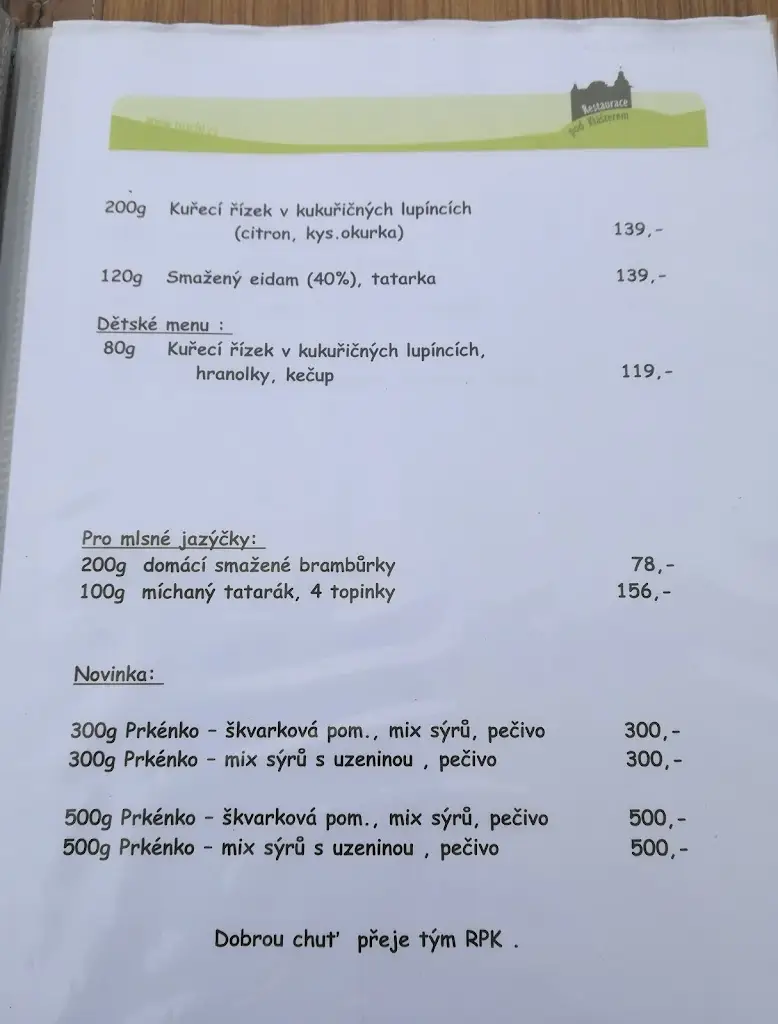 Restaurace
pod Klášterem
200g Kuřecí řízek v kukuřičných lupíncích
(citron, kys.okurka) 139,-
120g Smažený eidam (40%), tatarka 139,-
Dětské menu :
80g Kuřecí řízek v kukuřičných lupíncích,
hranolky, kečup 119,-
Pro mlsné jazýčky:
200g domácí smažené brambůrky 78,-
100g míchaný tatarák, 4 topinky 156,-
Novinka:
300g Prkénko - škvarková pom., mix sýrů, pečivo 300,-
300g Prkénko - mix sýrů s uzeninou , pečivo 300,-
500g Prkénko - škvarková pom., mix sýrů, pečivo 500,-
500g Prkénko - mix sýrů s uzeninou , pečivo 500,-
Dobrou chuť přeje tým RPK .